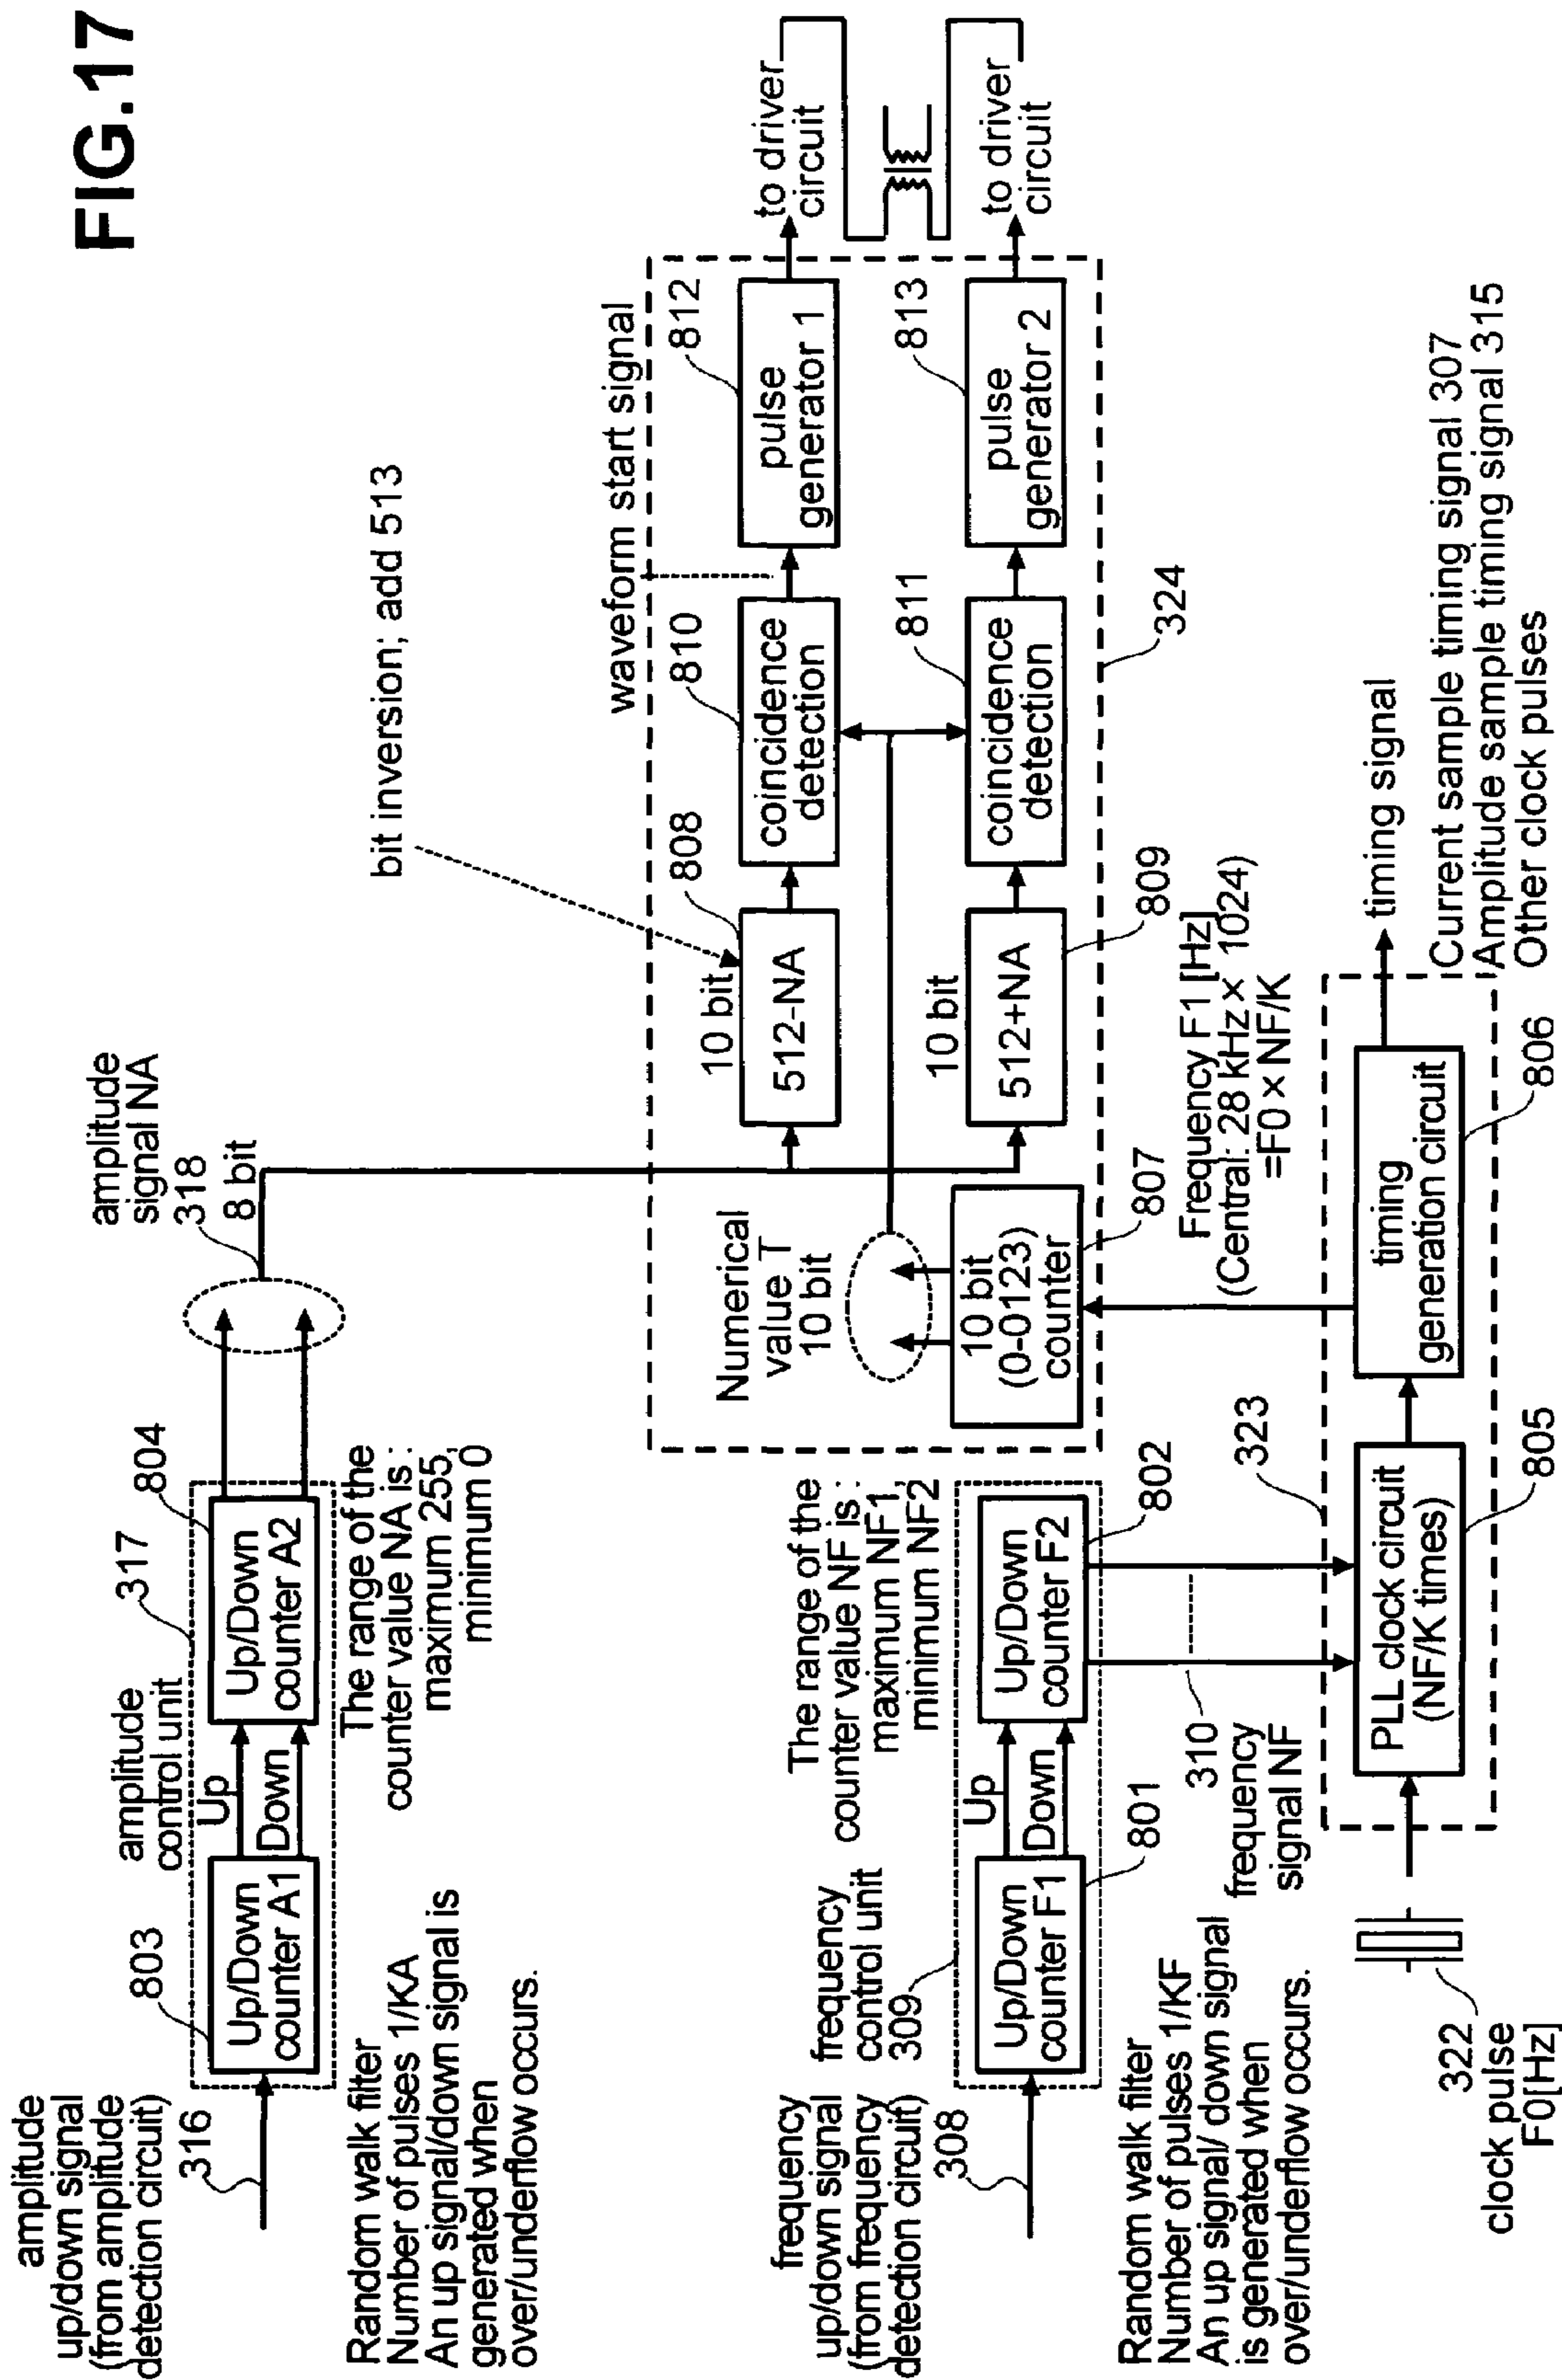 FIG.17
amplitude
up/down signal
(from amplitude
detection circuit)
316
803
Up/Down
counter A1
amplitude
control unit
Up
Down
317
804
Up/Down
counter A2
The range of the
counter value NA is :
maximum 255,
minimum 0
Random walk filter
Number of pulses 1/KA
An up signal/down signal is
generated when
over/underflow occurs.
amplitude
signal NA
318
8 bit
bit inversion; add 513
waveform start signal
Numerical
value T
10 bit
10 bit
(0-0123)
counter
807
10 bit
808
512-NA
810
coincidence
detection
812
pulse
generator 1
to driver
circuit
10 bit
512+NA
809
811
coincidence
detection
813
pulse
generator 2
to driver
circuit
324
frequency
up/down signal
(from frequency
detection circuit)
308
frequency
control unit
309
Up/Down
counter F1
801
Up
Down
Up/Down
counter F2
802
The range of the
counter value NF is :
maximum NF1,
minimum NF2
Random walk filter
Number of pulses 1/KF
An up signal/ down signal
is generated when
over/underflow occurs.
310
frequency
signal NF
323
Frequency F1 [Hz]
(Central: 28 kHz × 1024)
=F0 × NF/K
322
clock pulse
F0[Hz]
PLL clock circuit
(NF/K times)
805
timing
generation circuit
806
timing signal
Current sample timing signal 307
Amplitude sample timing signal 315
Other clock pulses